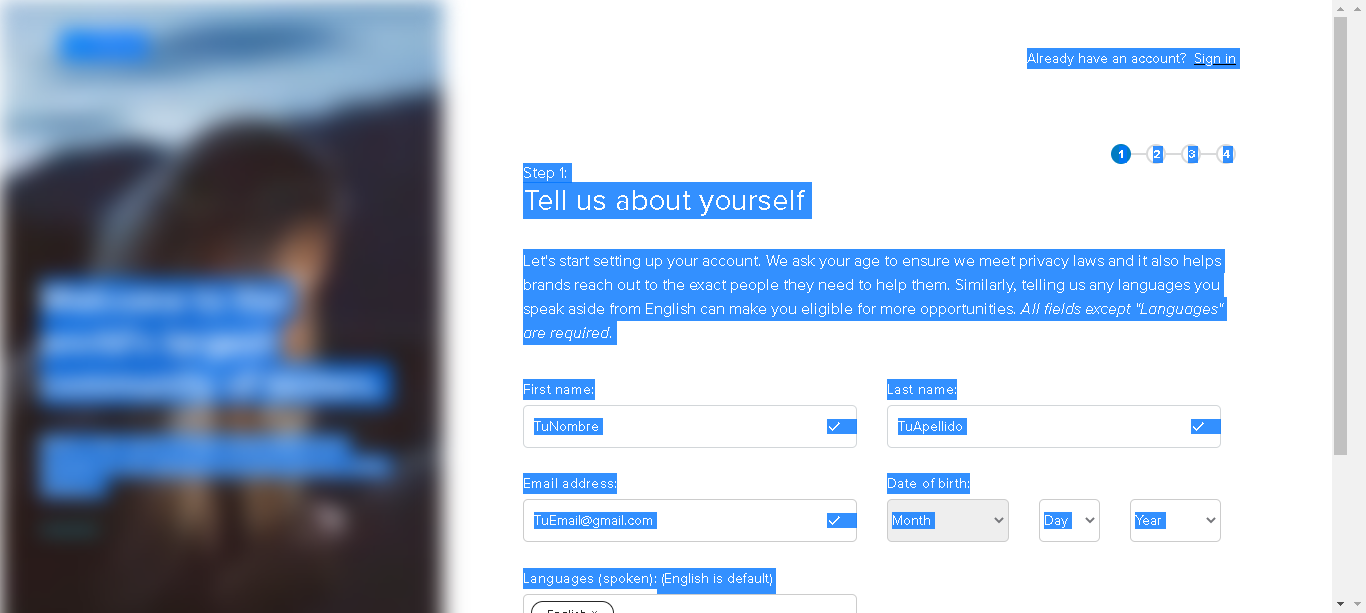 Already have an account? Sign in
1 2 3 4
Step 1:
Tell us about yourself
Let's start setting up your account. We ask your age to ensure we meet privacy laws and it also helps
brands reach out to the exact people they need to help them. Similarly, telling us any languages you
speak aside from English can make you eligible for more opportunities. All fields except "Languages"
are required.
First name: Last name:
TuNombre TuApellido
Email address: Date of birth:
TuEmail@gmail.com Month Day Year
Languages (spoken): (English is default)